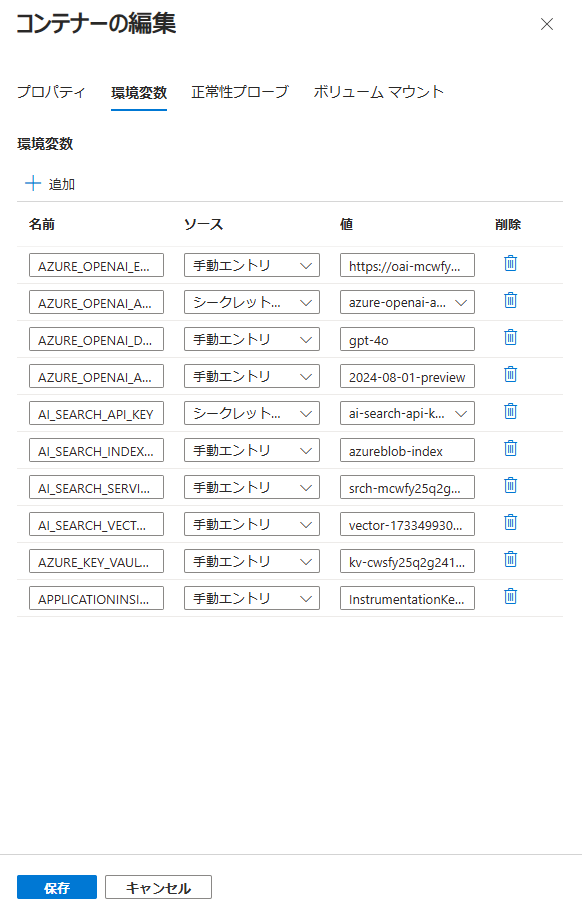 コンテナーの編集
プロパティ 環境変数 正常性プローブ ボリューム マウント
環境変数
追加
名前 ソース 値 削除
AZURE_OPENAI_E... 手動エントリ https://oai-mcwfy...
AZURE_OPENAI_A... シークレット... azure-openai-a...
AZURE_OPENAI_D... 手動エントリ gpt-4o
AZURE_OPENAI_A... 手動エントリ 2024-08-01-preview
AI_SEARCH_API_KEY シークレット... ai-search-api-k...
AI_SEARCH_INDEX... 手動エントリ azureblob-index
AI_SEARCH_SERVI... 手動エントリ srch-mcwfy25q2g...
AI_SEARCH_VECT... 手動エントリ vector-173349930...
AZURE_KEY_VAUL... 手動エントリ kv-cwsfy25q2g241...
APPLICATIONINSI... 手動エントリ InstrumentationKe...
保存 キャンセル